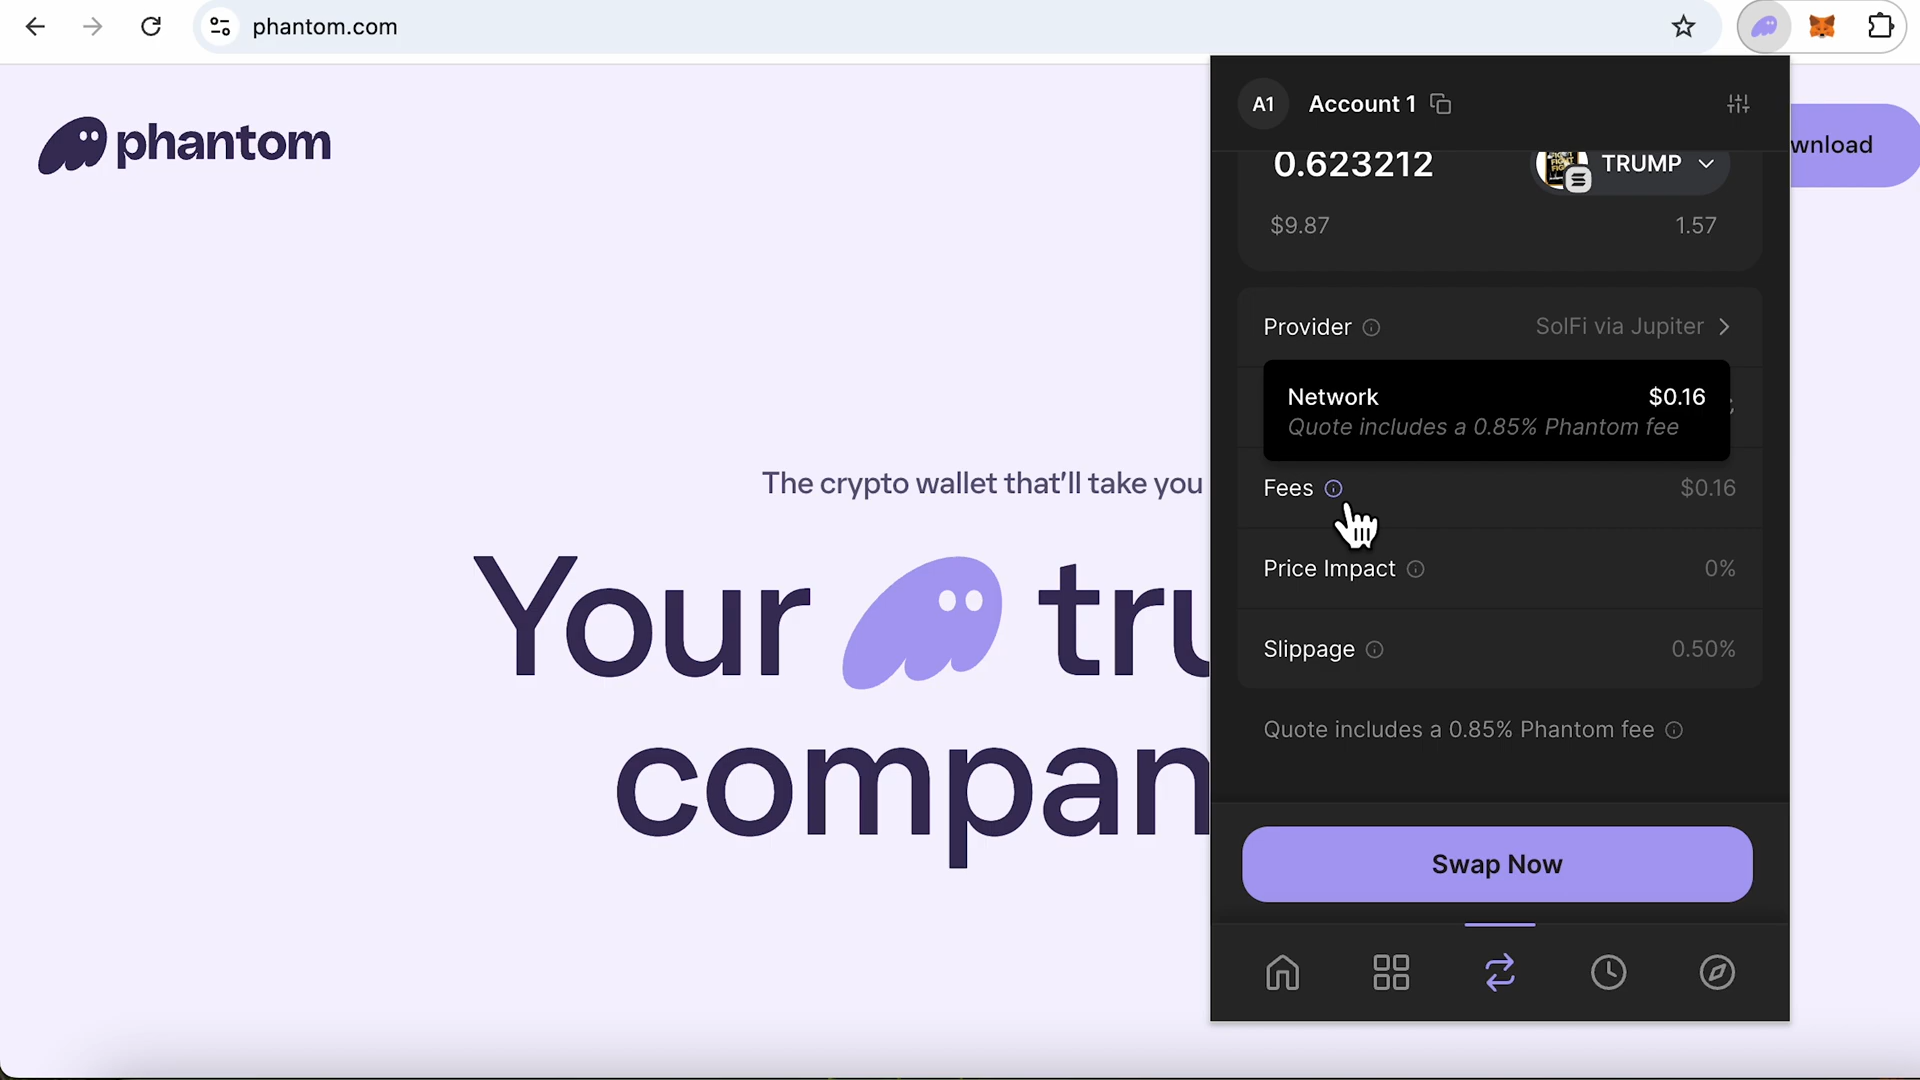 phantom.com
phantom
wnload
The crypto wallet that'll take you
Your tru
compan
A1 Account 1
0.623212 TRUMP
$9.87 1.57
Provider SolFi via Jupiter
Network $0.16
Quote includes a 0.85% Phantom fee
Fees $0.16
Price Impact 0%
Slippage 0.50%
Quote includes a 0.85% Phantom fee
Swap Now